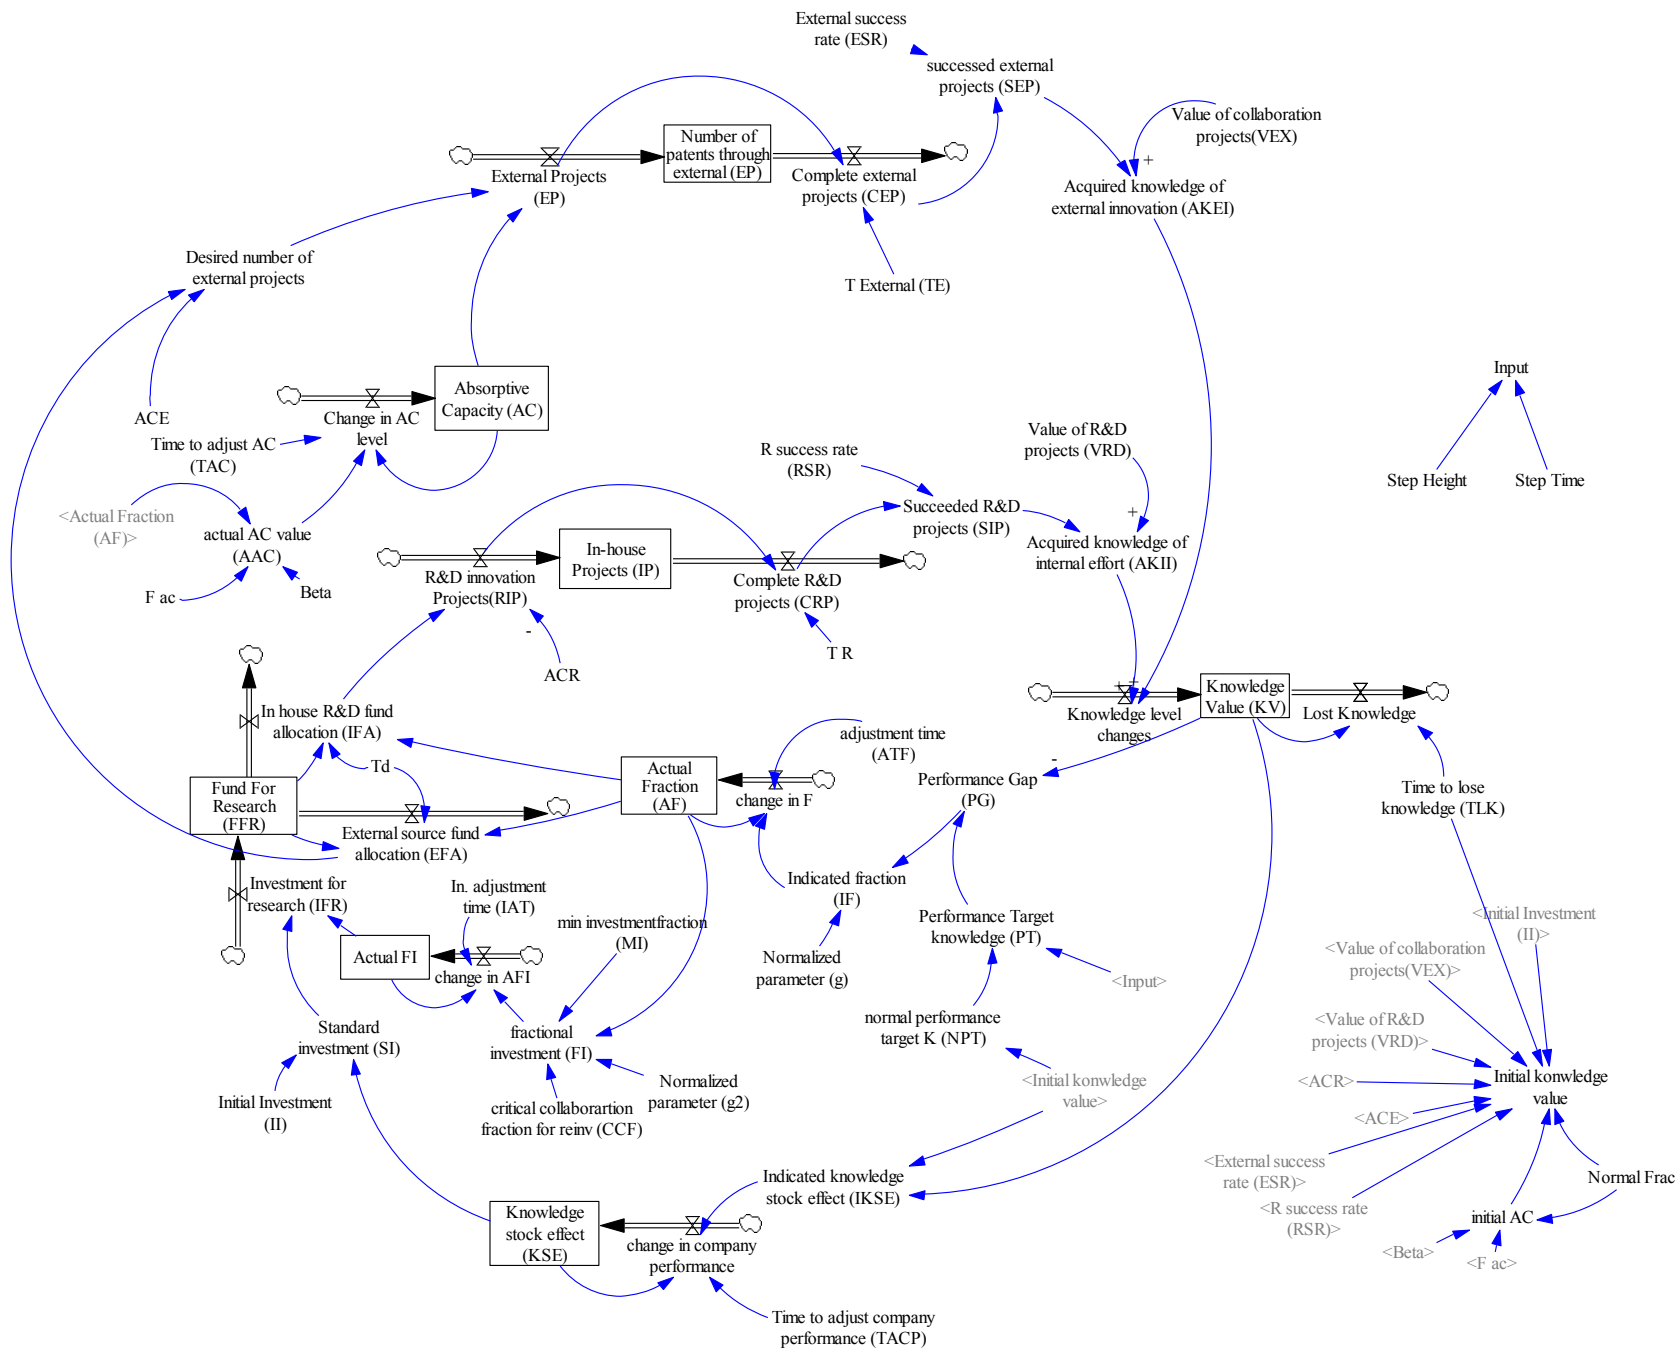 External success
rate (ESR)
successed external
projects (SEP)
Value of collaboration
projects(VEX)
+
Number of
patents through
external (EP)
External Projects
(EP)
Complete external
projects (CEP)
Acquired knowledge of
external innovation (AKEI)
Desired number of
external projects
T External (TE)
Input
Step Height
Step Time
ACE
Absorptive
Capacity (AC)
Change in AC
level
Time to adjust AC
(TAC)
<Actual Fraction
(AF)>
actual AC value
(AAC)
F ac
Beta
R success rate
(RSR)
Value of R&D
projects (VRD)
+
Succeeded R&D
projects (SIP)
Acquired knowledge of
internal effort (AKII)
In-house
Projects (IP)
R&D innovation
Projects(RIP)
-
Complete R&D
projects (CRP)
T R
ACR
In house R&D fund
allocation (IFA)
Td
Fund For
Research
(FFR)
External source fund
allocation (EFA)
Actual
Fraction
(AF)
change in F
adjustment time
(ATF)
+
+
Knowledge level
changes
Knowledge
Value (KV)
Lost Knowledge
-
Performance Gap
(PG)
Time to lose
knowledge (TLK)
Investment for
research (IFR)
In. adjustment
time (IAT)
Actual FI
change in AFI
min investmentfraction
(MI)
Indicated fraction
(IF)
Normalized
parameter (g)
Performance Target
knowledge (PT)
<Input>
normal performance
target K (NPT)
<Initial konwledge
value>
Standard
investment (SI)
Initial Investment
(II)
fractional
investment (FI)
Normalized
parameter (g2)
critical collaborartion
fraction for reinv (CCF)
Indicated knowledge
stock effect (IKSE)
Knowledge
stock effect
(KSE)
change in company
performance
Time to adjust company
performance (TACP)
<Initial Investment
(II)>
<Value of collaboration
projects(VEX)>
<Value of R&D
projects (VRD)>
<ACR>
<ACE>
Initial konwledge
value
<External success
rate (ESR)>
<R success rate
(RSR)>
Normal Frac
initial AC
<Beta>
<F ac>